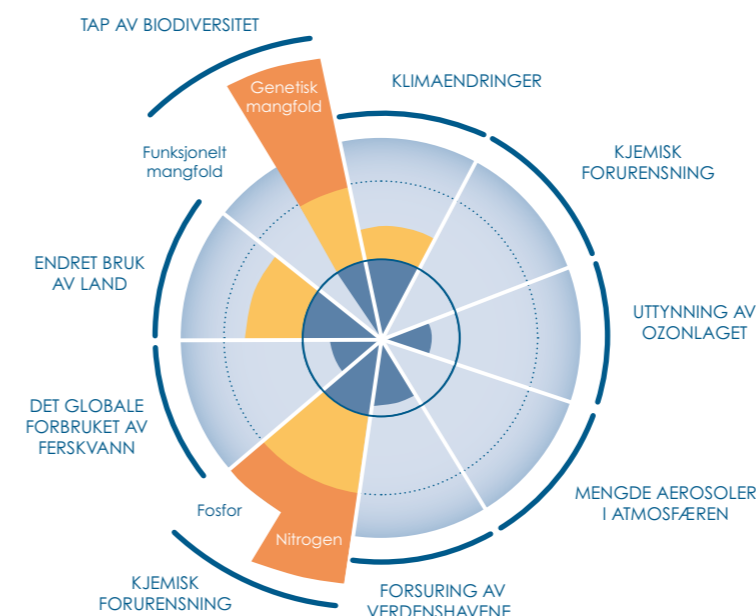 TAP AV BIODIVERSITET
KLIMAENDRINGER
Genetisk
mangfold
Funksjonelt
mangfold
KJEMISK
FORURENSNING
ENDRET BRUK
AV LAND
UTTYNNING AV
OZONLAGET
DET GLOBALE
FORBRUKET AV
FERSKVANN
MENGDE AEROSOLER
I ATMOSFÆREN
Fosfor
Nitrogen
KJEMISK
FORURENSNING
FORSURING AV
VERDENSHAVENE